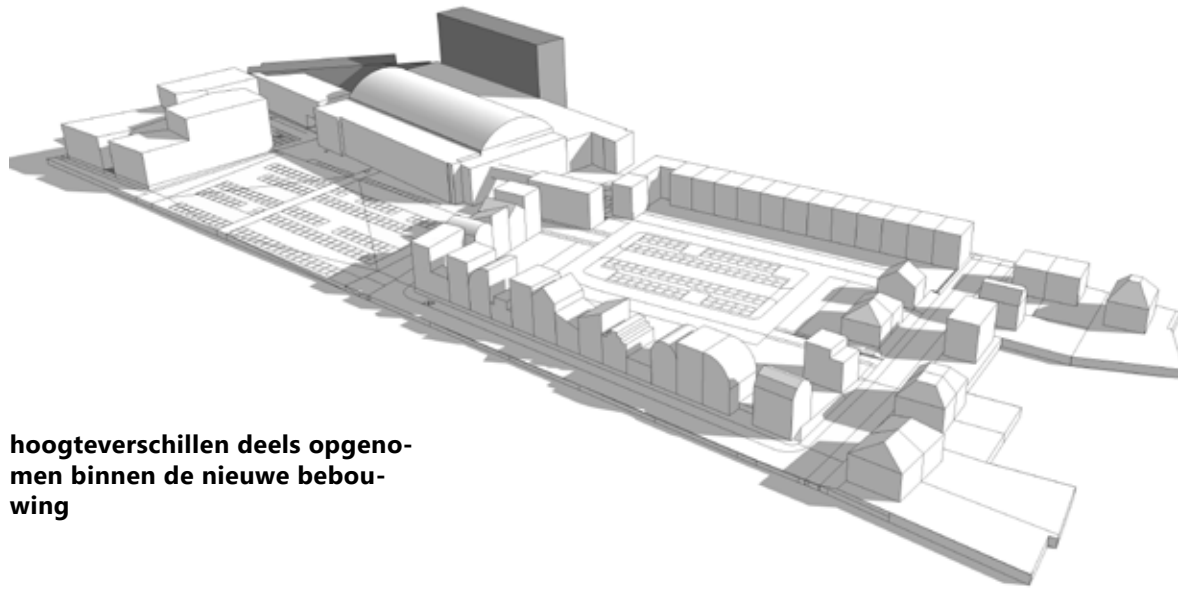 hoogteverschillen deels opgeno-
men binnen de nieuwe bebou-
wing